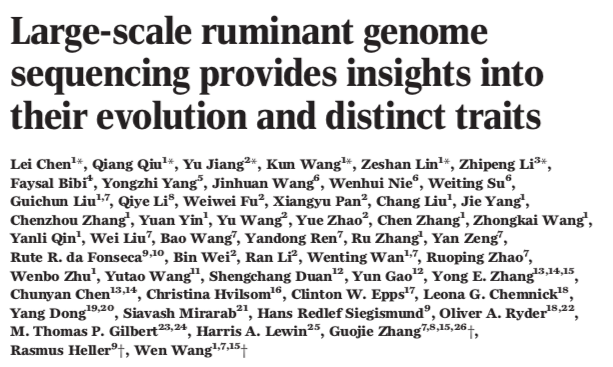 Large-scale ruminant genome
sequencing provides insights into
their evolution and distinct traits
Lei Chen¹*, Qiang Qiu¹*, Yu Jiang²*, Kun Wang¹*, Zeshan Lin¹*, Zhipeng Li³*,
Faysal Bibi⁴, Yongzhi Yang⁵, Jinhuan Wang⁶, Wenhui Nie⁶, Weiting Su⁶,
Guichun Liu¹,⁷, Qiye Li⁸, Weiwei Fu², Xiangyu Pan², Chang Liu¹, Jie Yang¹,
Chenzhou Zhang¹, Yuan Yin¹, Yu Wang², Yue Zhao², Chen Zhang¹, Zhongkai Wang¹,
Yanli Qin¹, Wei Liu⁷, Bao Wang⁷, Yandong Ren⁷, Ru Zhang¹, Yan Zeng⁷,
Rute R. da Fonseca⁹,¹⁰, Bin Wei², Ran Li², Wenting Wan¹,⁷, Ruoping Zhao⁷,
Wenbo Zhu¹, Yutao Wang¹¹, Shengchang Duan¹², Yun Gao¹², Yong E. Zhang¹³,¹⁴,¹⁵,
Chunyan Chen¹³,¹⁴, Christina Hvilsom¹⁶, Clinton W. Epps¹⁷, Leona G. Chemnick¹⁸,
Yang Dong¹⁹,²⁰, Siavash Mirarab²¹, Hans Redlef Siegismund⁹, Oliver A. Ryder¹⁸,²²,
M. Thomas P. Gilbert²³,²⁴, Harris A. Lewin²⁵, Guojie Zhang⁷,⁸,¹⁵,²⁶†,
Rasmus Heller⁹†, Wen Wang¹,⁷,¹⁵†